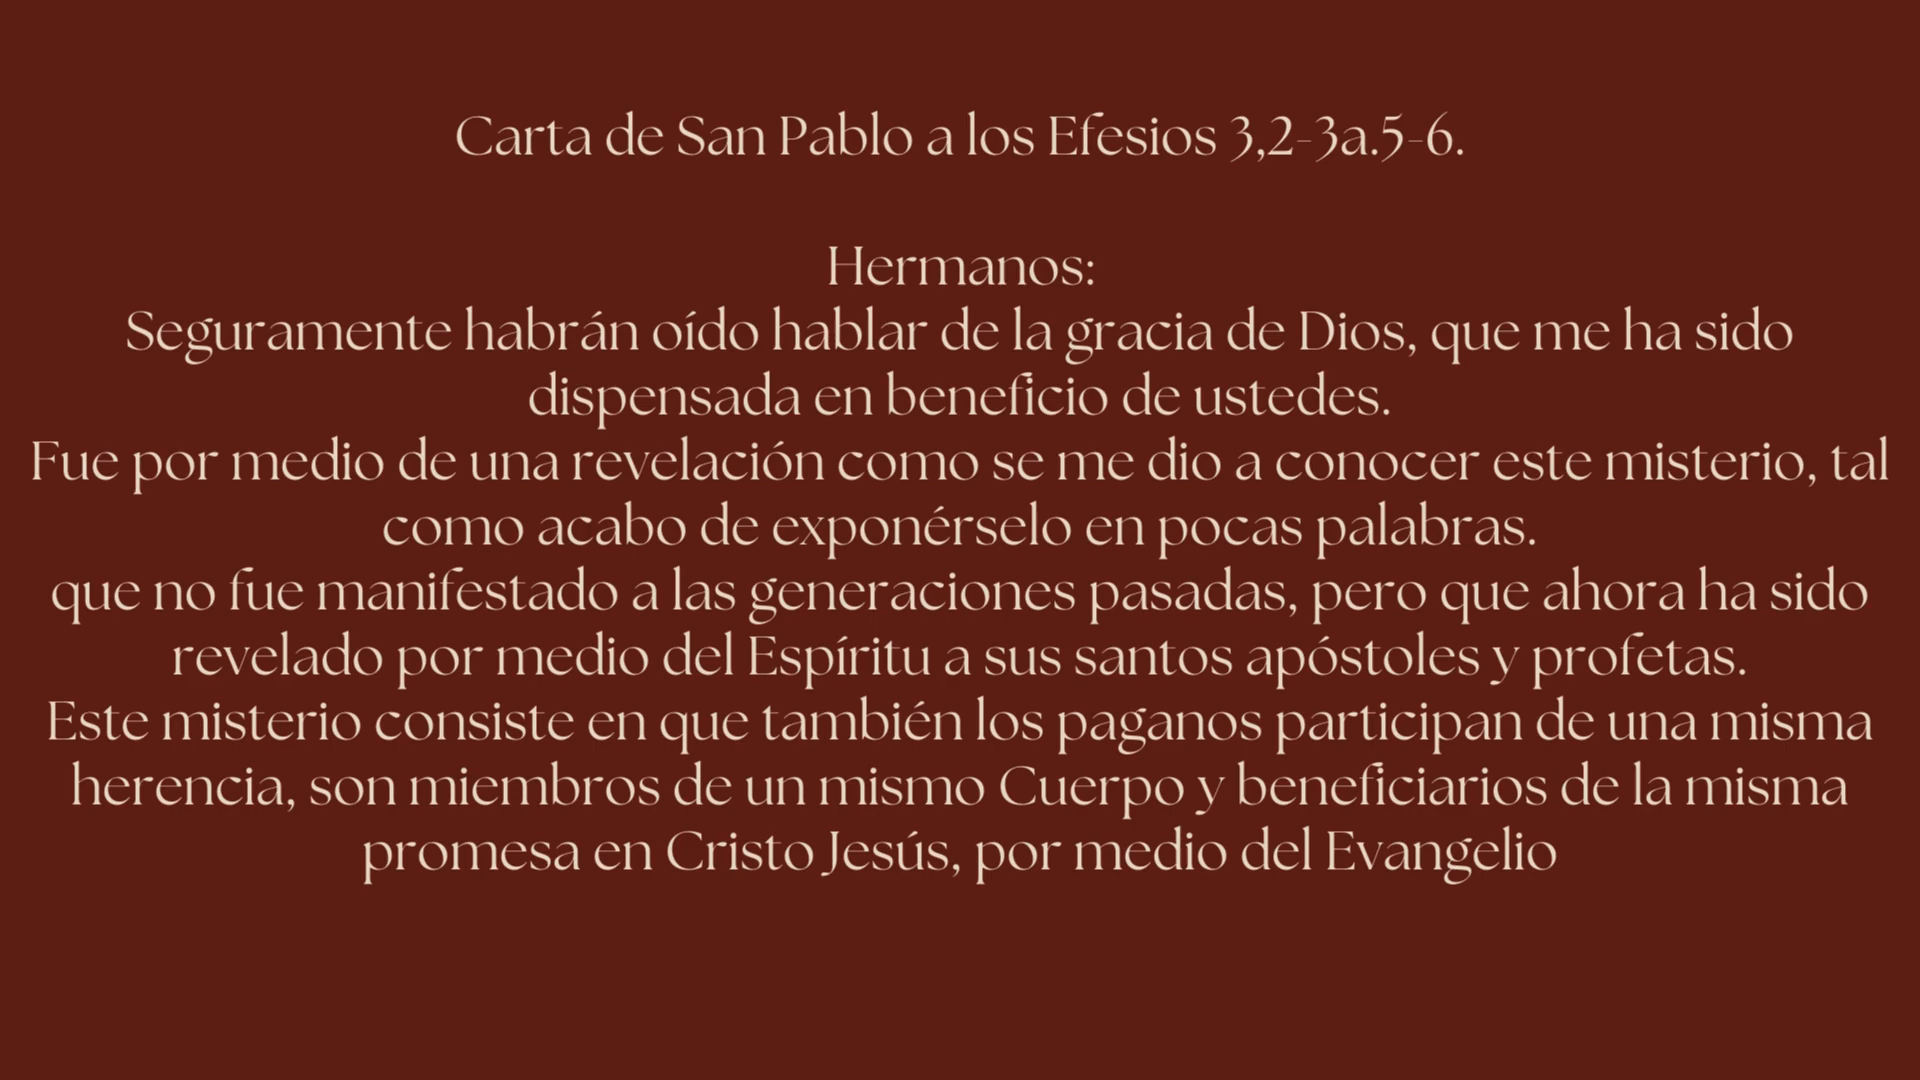 Carta de San Pablo a los Efesios 3,2-3a.5-6.
Hermanos:
Seguramente habrán oído hablar de la gracia de Dios, que me ha sido
dispensada en beneficio de ustedes.
Fue por medio de una revelación como se me dio a conocer este misterio, tal
como acabo de exponérselo en pocas palabras.
que no fue manifestado a las generaciones pasadas, pero que ahora ha sido
revelado por medio del Espíritu a sus santos apóstoles y profetas.
Este misterio consiste en que también los paganos participan de una misma
herencia, son miembros de un mismo Cuerpo y beneficiarios de la misma
promesa en Cristo Jesús, por medio del Evangelio